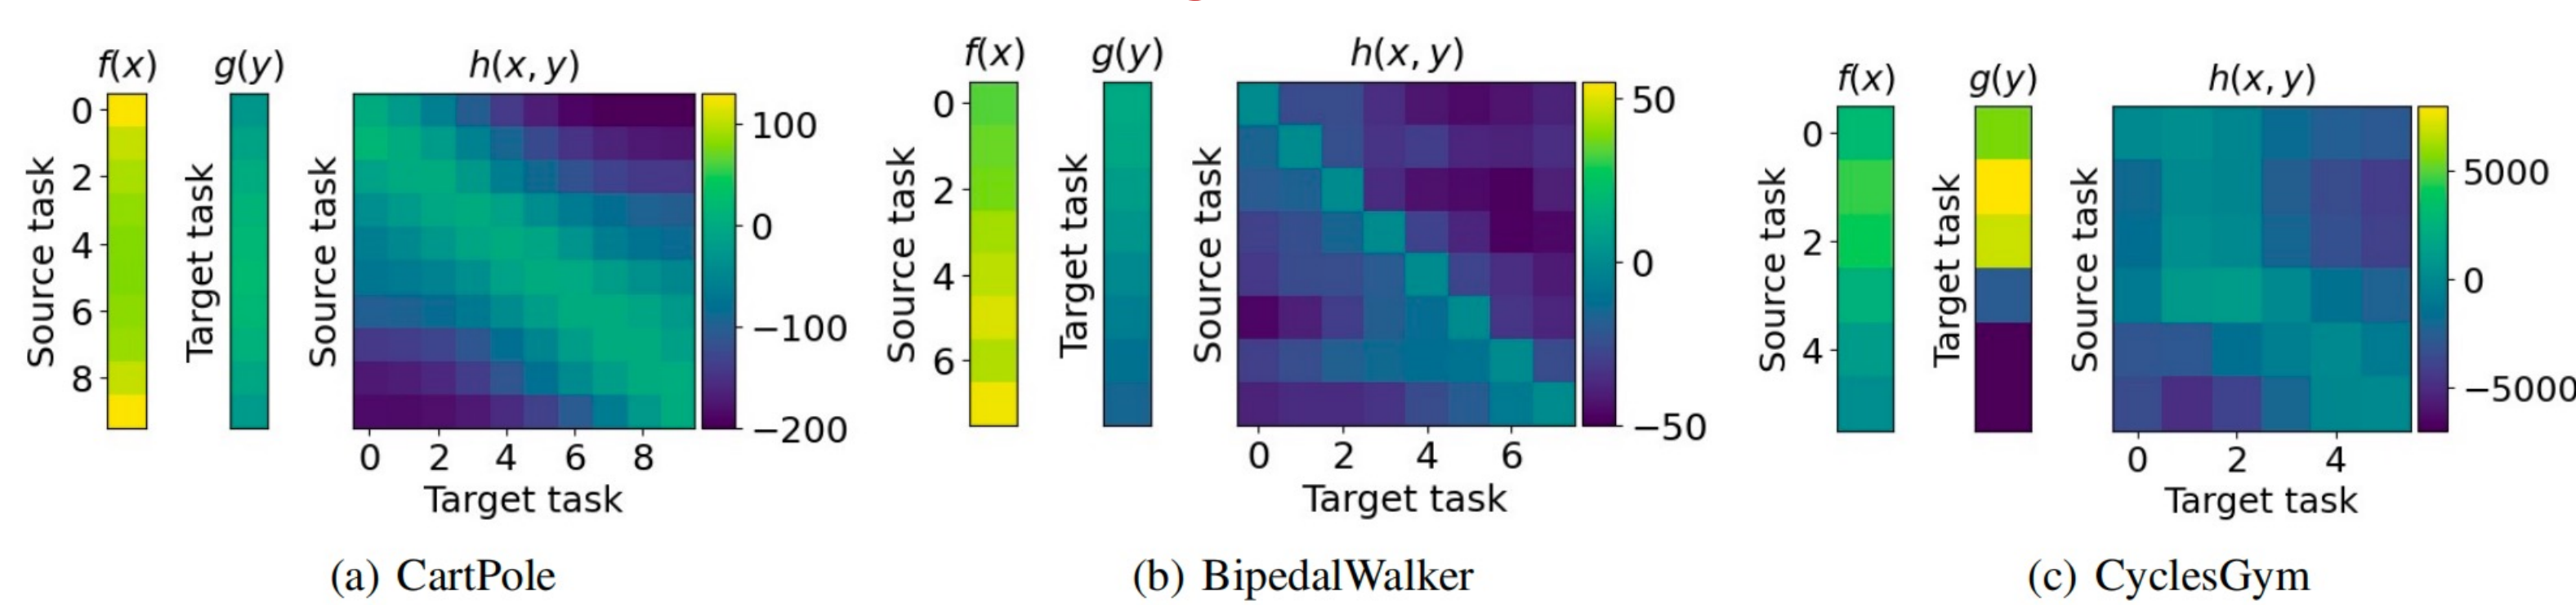 f(x) g(y) h(x, y)
Source task
0
2
4
6
8
Target task
Source task
0 2 4 6 8
Target task
100
0
−100
−200
(a) CartPole
f(x) g(y) h(x, y)
Source task
0
2
4
6
Target task
Source task
0 2 4 6
Target task
50
0
−50
(b) BipedalWalker
f(x) g(y) h(x, y)
Source task
0
2
4
Target task
Source task
0 2 4
Target task
5000
0
−5000
(c) CyclesGym